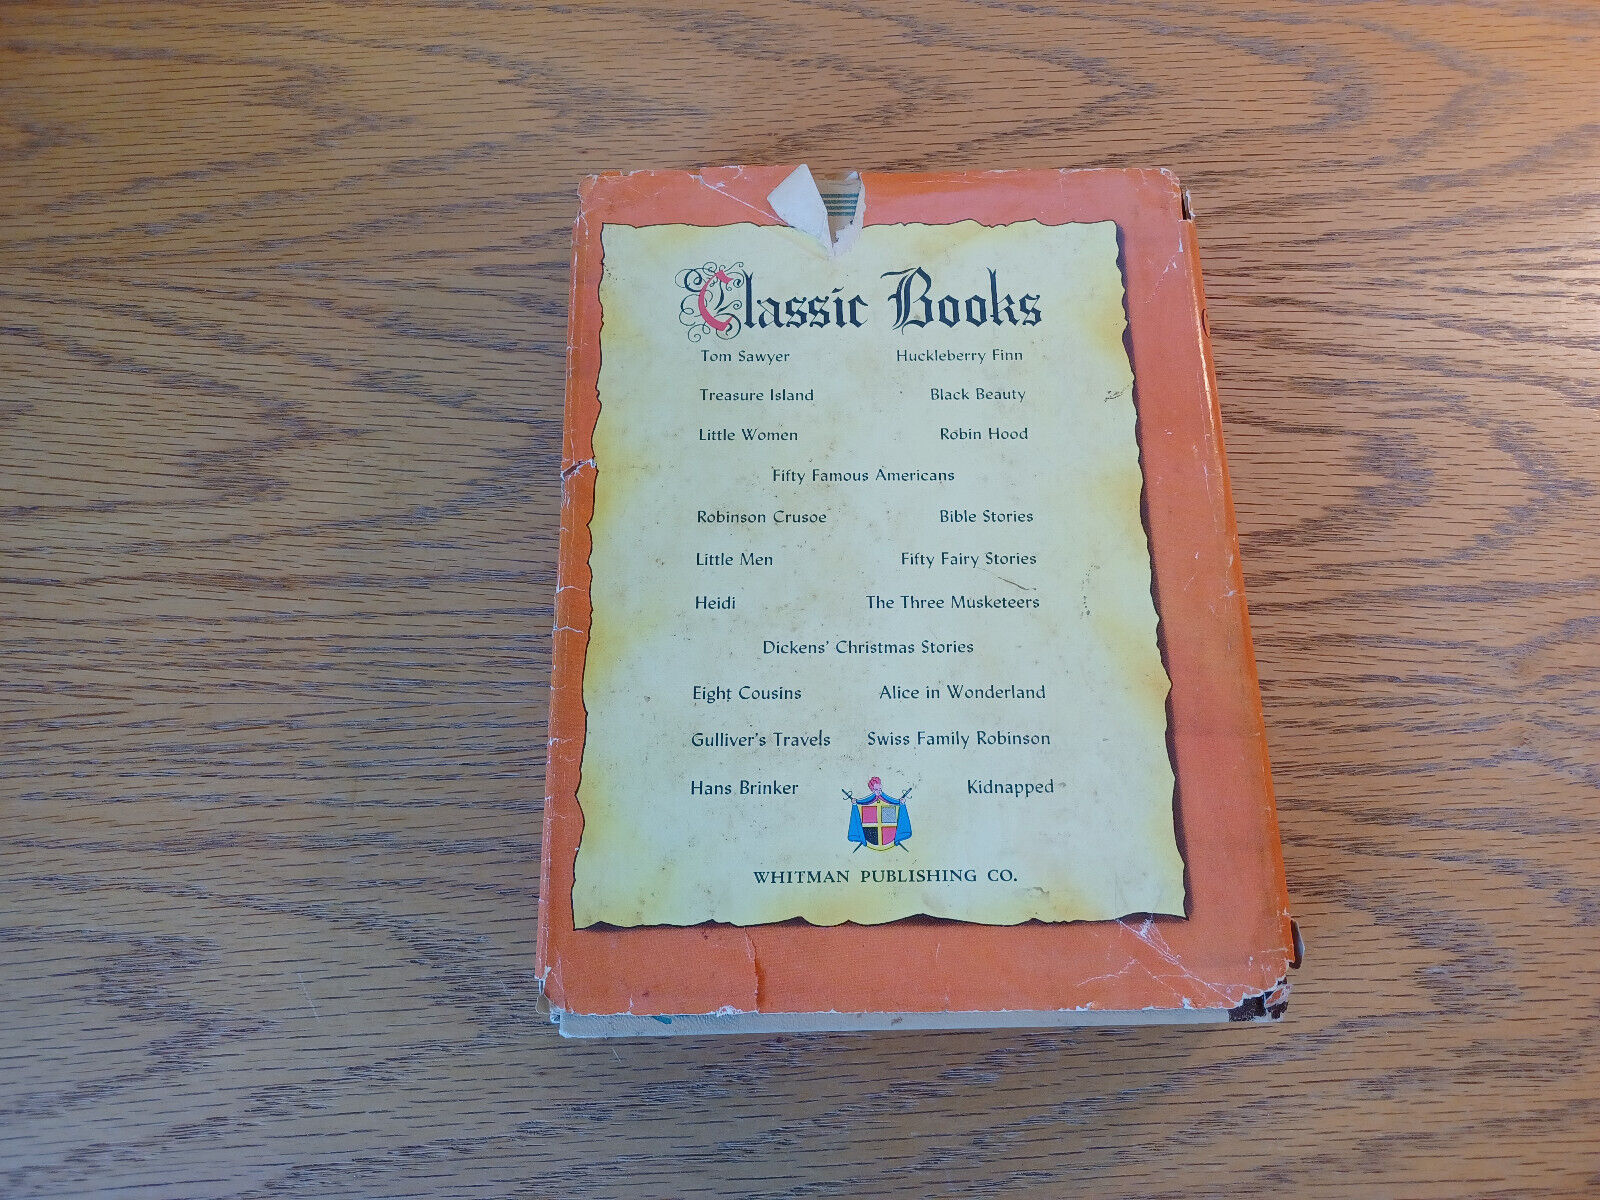 Classic Books
Tom Sawyer Huckleberry Finn
Treasure Island Black Beauty
Little Women Robin Hood
Fifty Famous Americans
Robinson Crusoe Bible Stories
Little Men Fifty Fairy Stories
Heidi The Three Musketeers
Dickens' Christmas Stories
Eight Cousins Alice in Wonderland
Gulliver's Travels Swiss Family Robinson
Hans Brinker Kidnapped
WHITMAN PUBLISHING CO.